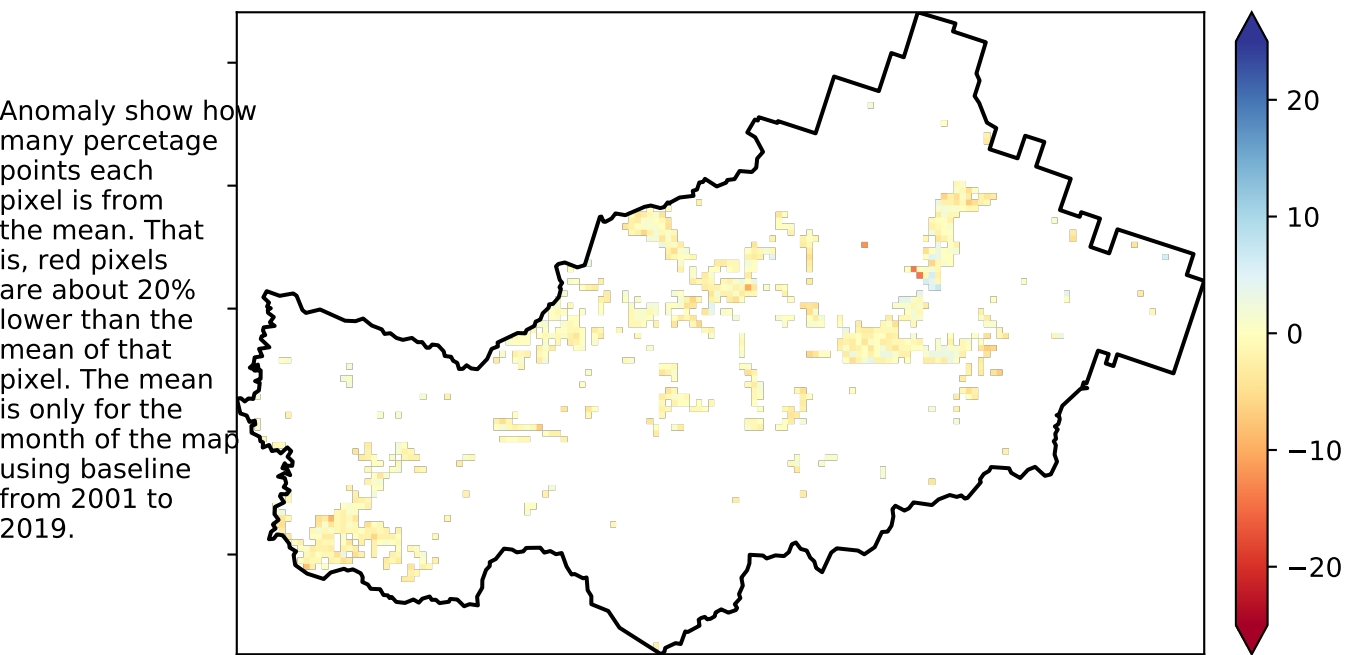 Anomaly show how
many percetage
points each
pixel is from
the mean. That
is, red pixels
are about 20%
lower than the
mean of that
pixel. The mean
is only for the
month of the map
using baseline
from 2001 to
2019.
20
10
0
−10
−20